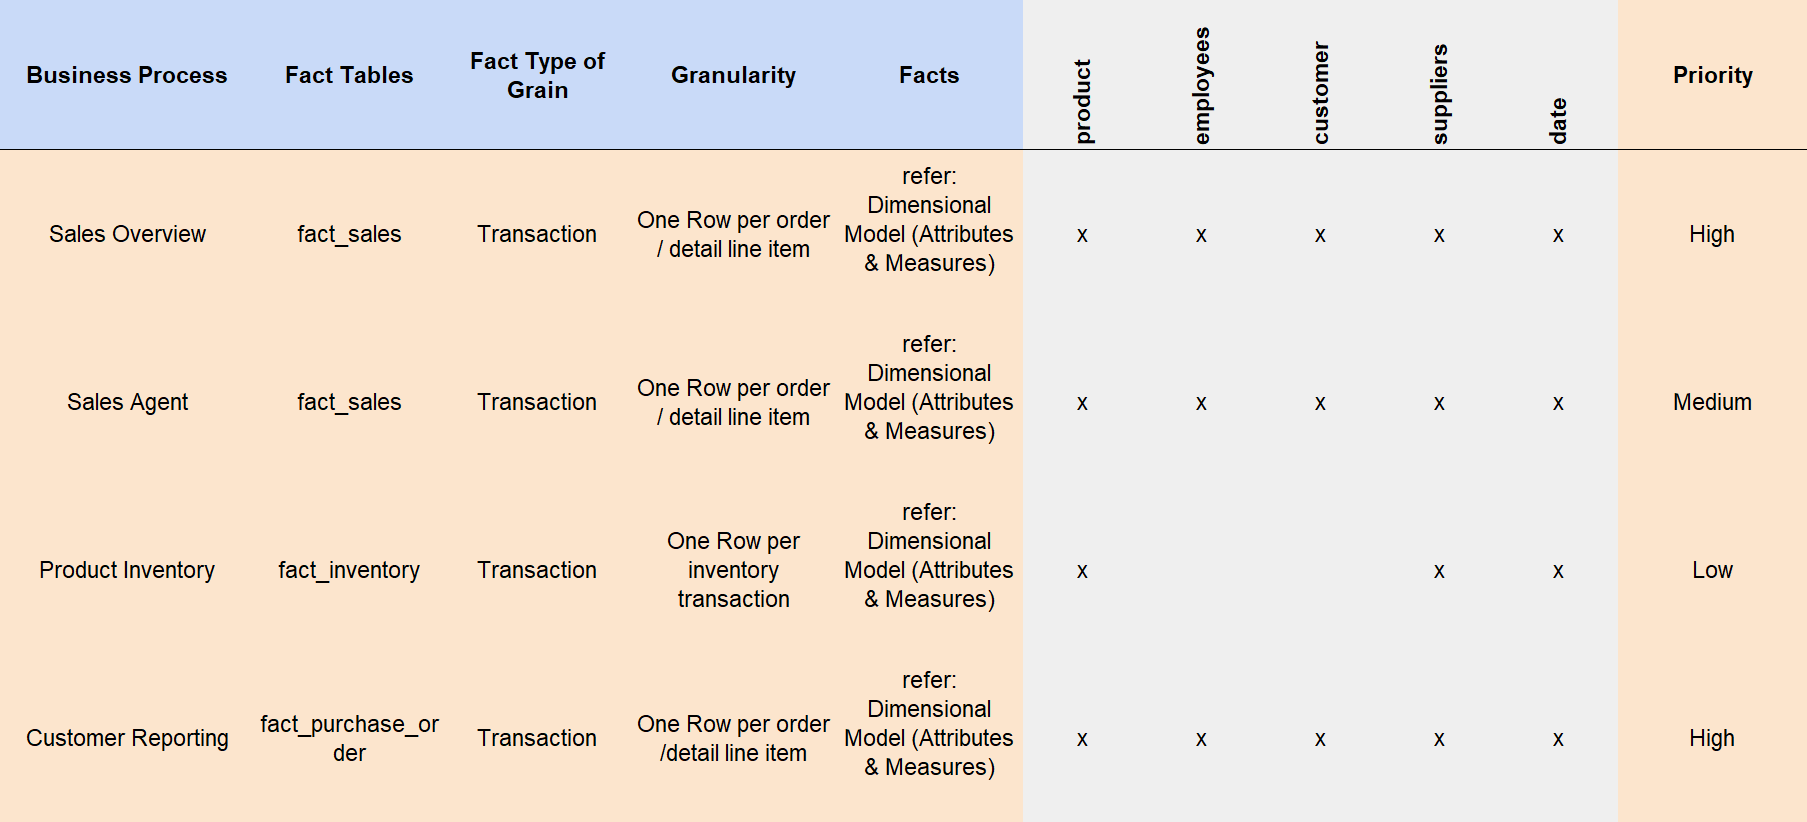 Business Process
Fact Tables
Fact Type of
Grain
Granularity
Facts
product
employees
customer
suppliers
date
Priority
Sales Overview
fact_sales
Transaction
One Row per order
/ detail line item
refer:
Dimensional
Model (Attributes
& Measures)
x
x
x
x
x
High
Sales Agent
fact_sales
Transaction
One Row per order
/ detail line item
refer:
Dimensional
Model (Attributes
& Measures)
x
x
x
x
x
Medium
Product Inventory
fact_inventory
Transaction
One Row per
inventory
transaction
refer:
Dimensional
Model (Attributes
& Measures)
x
x
x
Low
Customer Reporting
fact_purchase_or
der
Transaction
One Row per order
/detail line item
refer:
Dimensional
Model (Attributes
& Measures)
x
x
x
x
x
High